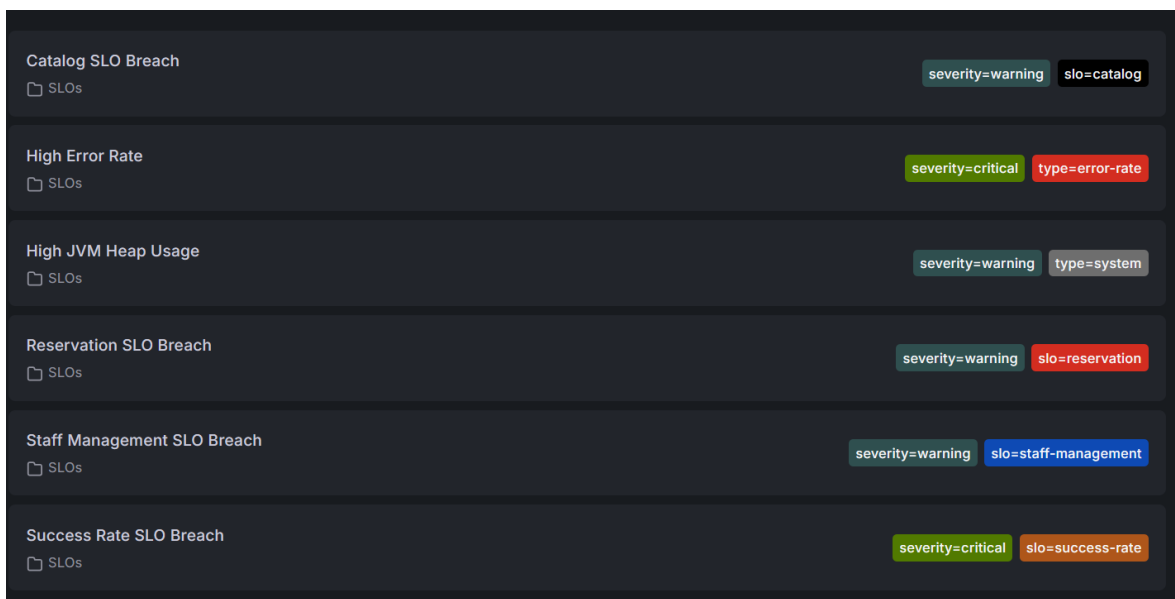 Catalog SLO Breach
SLOs
severity=warning slo=catalog
High Error Rate
SLOs
severity=critical type=error-rate
High JVM Heap Usage
SLOs
severity=warning type=system
Reservation SLO Breach
SLOs
severity=warning slo=reservation
Staff Management SLO Breach
SLOs
severity=warning slo=staff-management
Success Rate SLO Breach
SLOs
severity=critical slo=success-rate